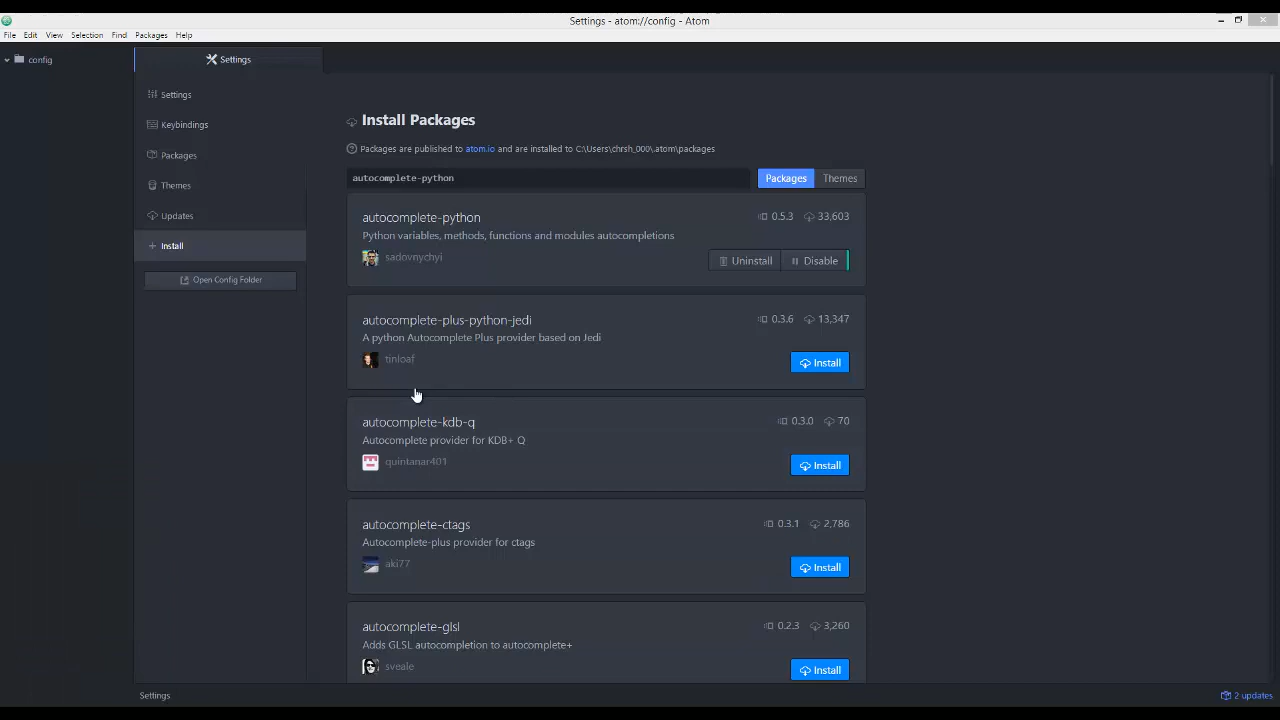 Settings - atom://config - Atom
File Edit View Selection Find Packages Help
config
Settings
Settings
Keybindings
Packages
Themes
Updates
Install
Open Config Folder
Install Packages
Packages are published to atom.io and are installed to C:\Users\chrsh_000\.atom\packages
autocomplete-python
Packages Themes
autocomplete-python 0.5.3 33,603
Python variables, methods, functions and modules autocompletions
sadovnychyi Uninstall Disable
autocomplete-plus-python-jedi 0.3.6 13,347
A python Autocomplete Plus provider based on Jedi
tinloaf Install
autocomplete-kdb-q 0.3.0 70
Autocomplete provider for KDB+ Q
quintanar401 Install
autocomplete-ctags 0.3.1 2,786
Autocomplete-plus provider for ctags
aki77 Install
autocomplete-glsl 0.2.3 3,260
Adds GLSL autocompletion to autocomplete+
sveale Install
Settings 2 updates